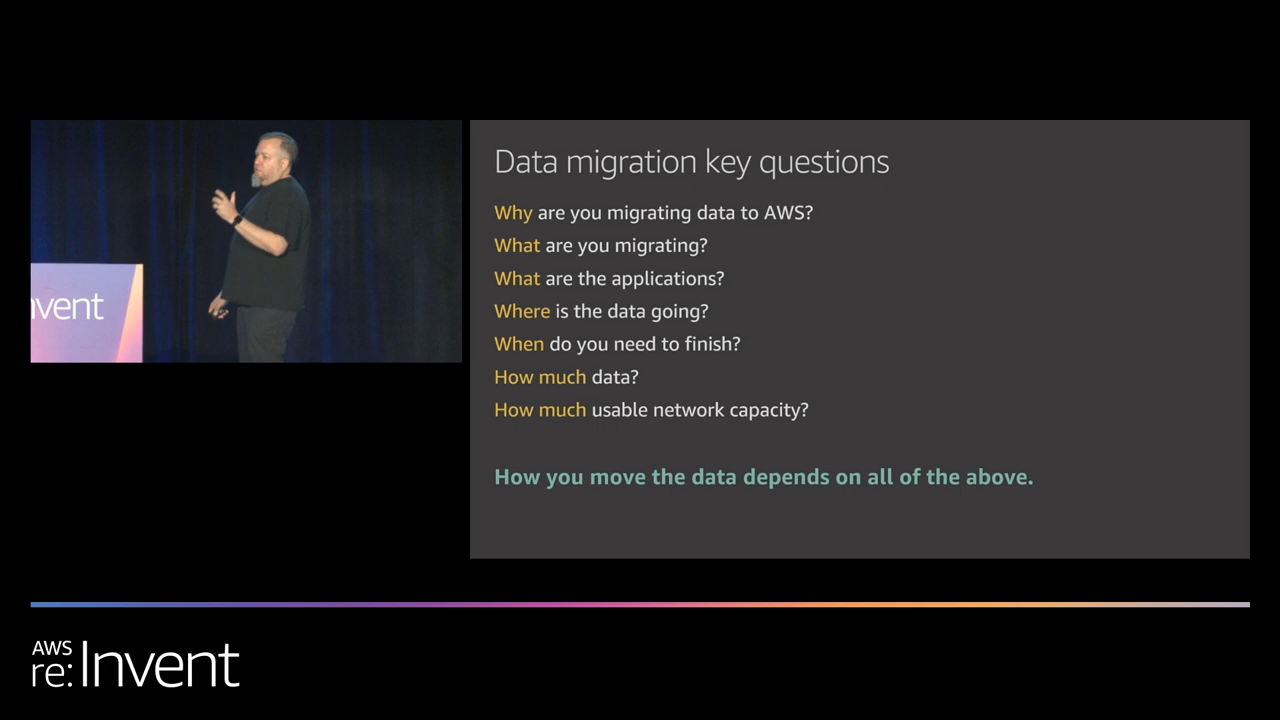 nvent
Data migration key questions
Why are you migrating data to AWS?
What are you migrating?
What are the applications?
Where is the data going?
When do you need to finish?
How much data?
How much usable network capacity?
How you move the data depends on all of the above.
AWS
re:Invent